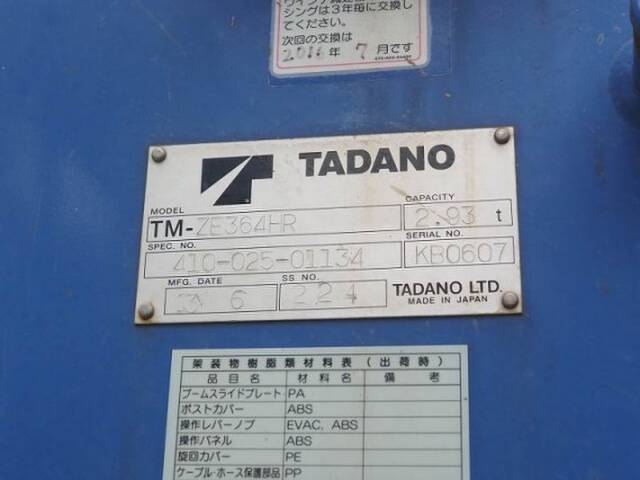 シングは3年毎に交換し
てください。
次回の交換は
2016年 7月です
TADANO
MODEL
CAPACITY
TM-ZE364HR
2.93 t
SPEC. NO.
SERIAL NO.
410-025-01134
KB0607
MFG. DATE
SS NO.
6
224
TADANO LTD.
MADE IN JAPAN
架装物樹脂類材料表(出荷時)
品目名 材料名 備考
ブームスライドプレート PA
ポストカバー ABS
操作レバーノブ EVAC, ABS
操作パネル ABS
旋回カバー PE
ケーブル・ホース保護部品 PP